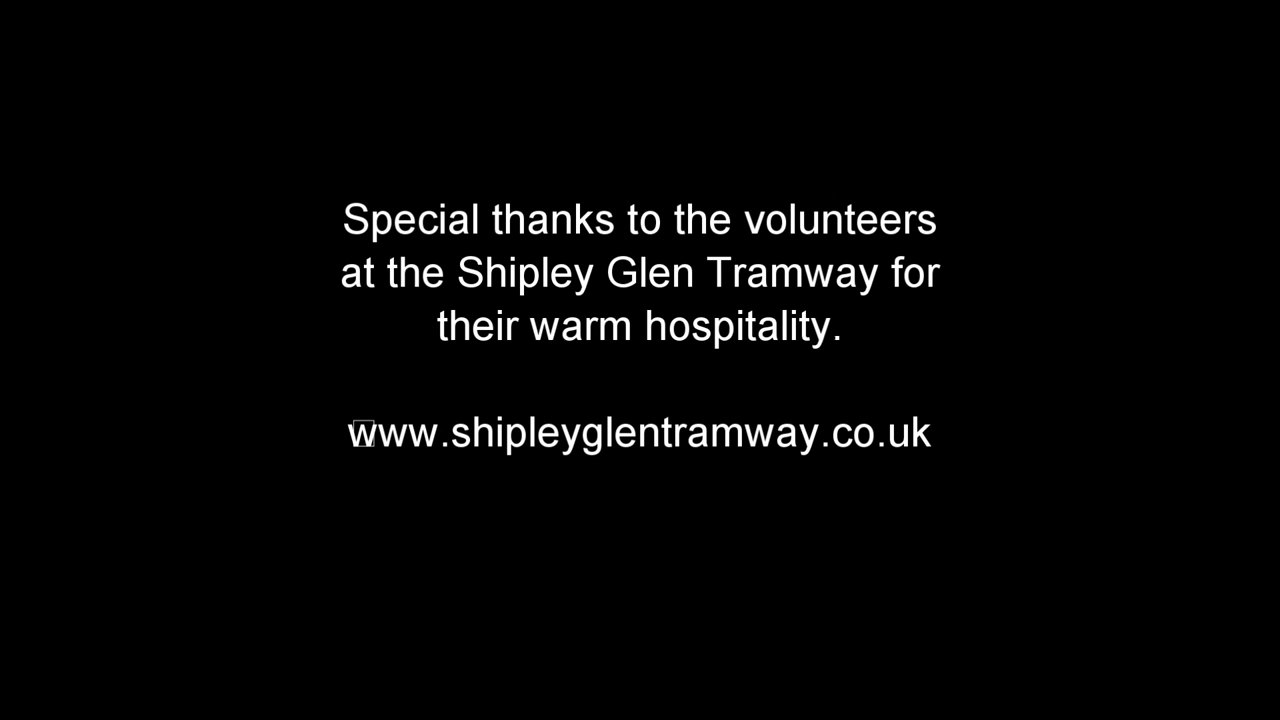 Special thanks to the volunteers
at the Shipley Glen Tramway for
their warm hospitality.
www.shipleyglentramway.co.uk